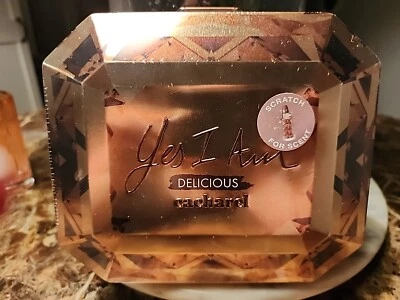 SCRATCH
FOR SCENT
Yes I Am
DELICIOUS
cacharel